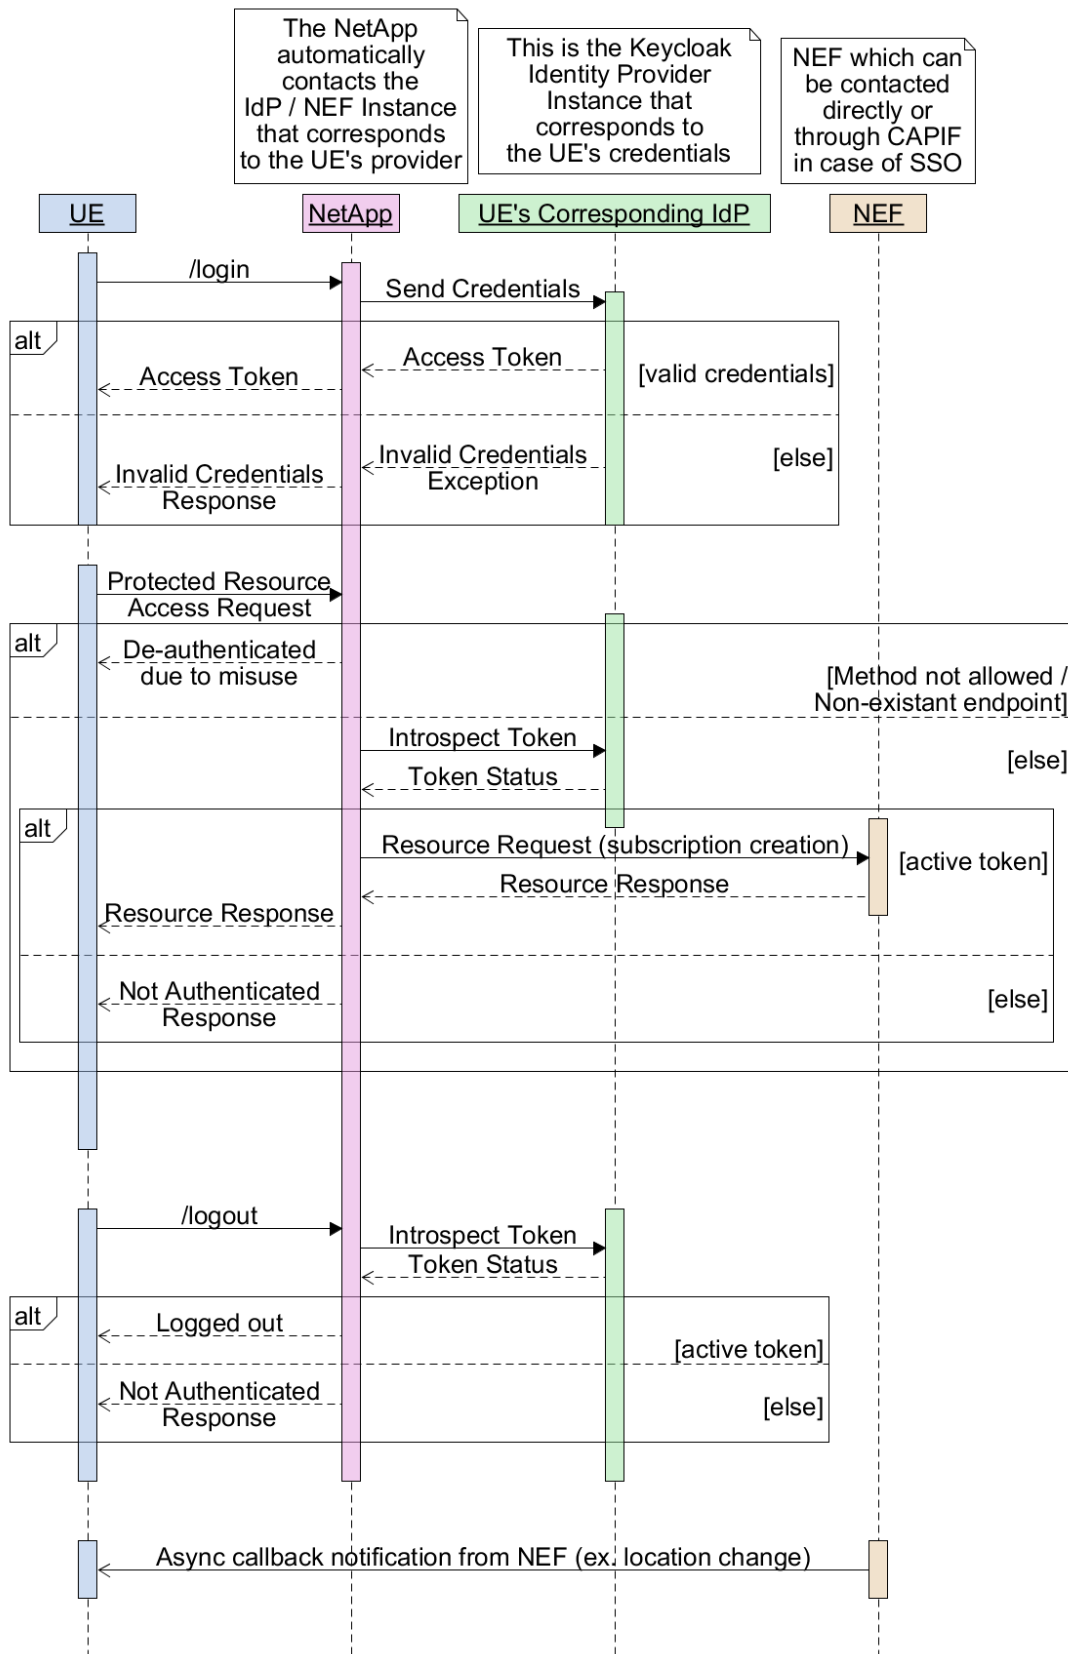 The NetApp
automatically
contacts the
IdP / NEF Instance
that corresponds
to the UE's provider
This is the Keycloak
Identity Provider
Instance that
corresponds to
the UE's credentials
NEF which can
be contacted
directly or
through CAPIF
in case of SSO
UE
NetApp
UE's Corresponding IdP
NEF
/login
Send Credentials
alt
Access Token
[valid credentials]
Access Token
Invalid Credentials
Exception
[else]
Invalid Credentials
Response
Protected Resource
Access Request
alt
De-authenticated
due to misuse
[Method not allowed /
Non-existant endpoint]
Introspect Token
[else]
Token Status
alt
Resource Request (subscription creation)
[active token]
Resource Response
Resource Response
Not Authenticated
Response
[else]
/logout
Introspect Token
Token Status
alt
Logged out
[active token]
Not Authenticated
Response
[else]
Async callback notification from NEF (ex. location change)